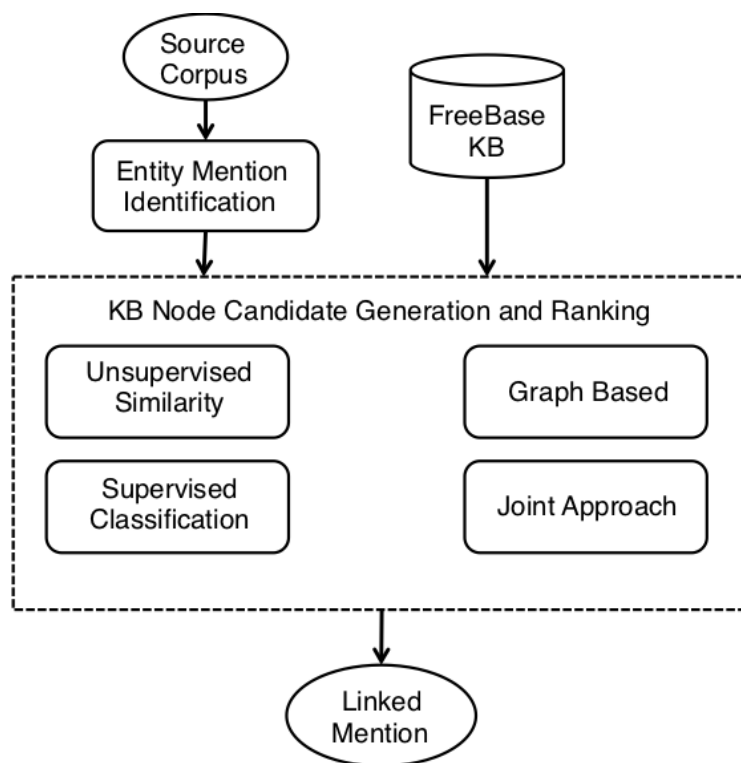 Source
Corpus
FreeBase
KB
Entity Mention
Identification
KB Node Candidate Generation and Ranking
Unsupervised
Similarity
Graph Based
Supervised
Classification
Joint Approach
Linked
Mention